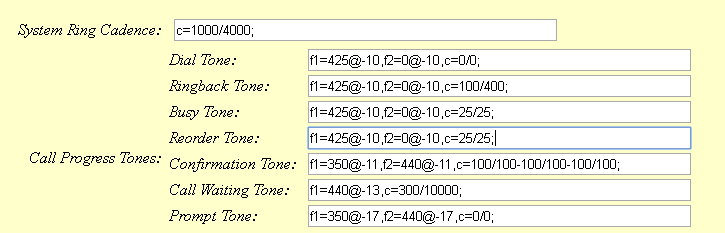 System Ring Cadence: c=1000/4000;
Dial Tone: f1=425@-10,f2=0@-10,c=0/0;
Ringback Tone: f1=425@-10,f2=0@-10,c=100/400;
Busy Tone: f1=425@-10,f2=0@-10,c=25/25;
Reorder Tone: f1=425@-10,f2=0@-10,c=25/25;
Call Progress Tones: Confirmation Tone: f1=350@-11,f2=440@-11,c=100/100-100/100-100/100;
Call Waiting Tone: f1=440@-13,c=300/10000;
Prompt Tone: f1=350@-17,f2=440@-17,c=0/0;